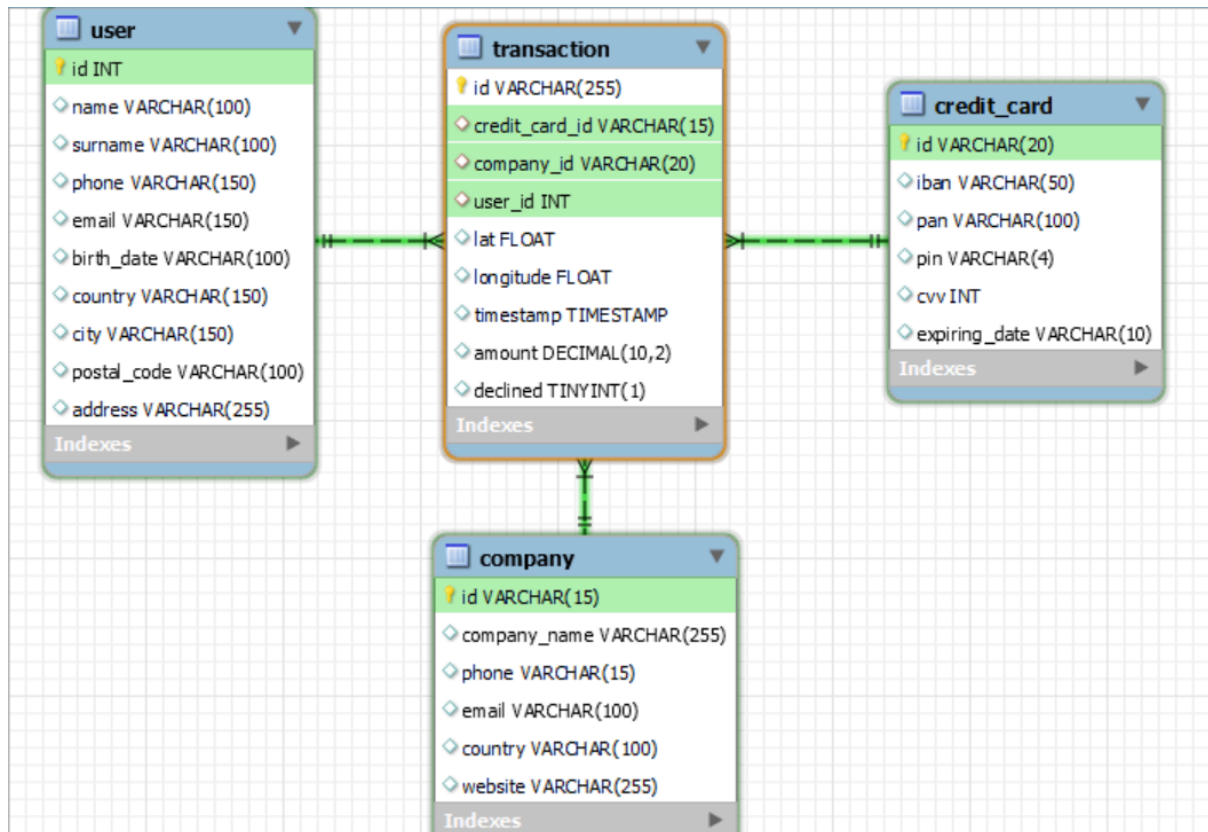 user
id INT
name VARCHAR(100)
surname VARCHAR(100)
phone VARCHAR(150)
email VARCHAR(150)
birth_date VARCHAR(100)
country VARCHAR(150)
city VARCHAR(150)
postal_code VARCHAR(100)
address VARCHAR(255)
Indexes
transaction
id VARCHAR(255)
credit_card_id VARCHAR(15)
company_id VARCHAR(20)
user_id INT
lat FLOAT
longitude FLOAT
timestamp TIMESTAMP
amount DECIMAL(10,2)
declined TINYINT(1)
Indexes
credit_card
id VARCHAR(20)
iban VARCHAR(50)
pan VARCHAR(100)
pin VARCHAR(4)
cvv INT
expiring_date VARCHAR(10)
Indexes
company
id VARCHAR(15)
company_name VARCHAR(255)
phone VARCHAR(15)
email VARCHAR(100)
country VARCHAR(100)
website VARCHAR(255)
Indexes